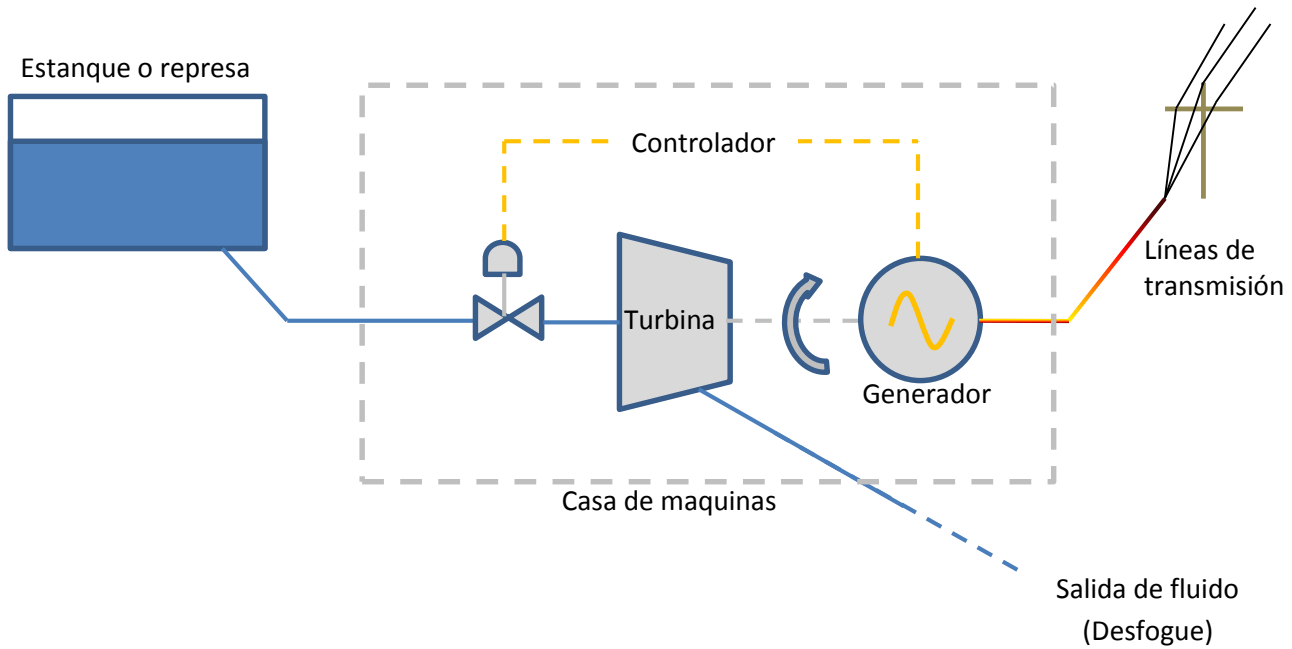 Estanque o represa
Controlador
Líneas de
transmisión
Turbina
Generador
Casa de maquinas
Salida de fluido
(Desfogue)